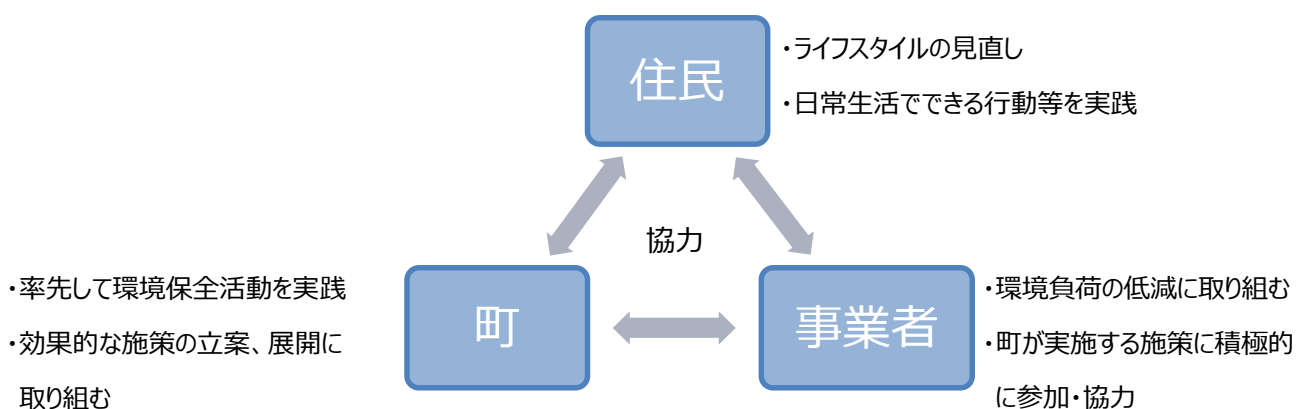 住民
・ライフスタイルの見直し
・日常生活でできる行動等を実践
協力
・率先して環境保全活動を実践
・効果的な施策の立案、展開に
取り組む
町
事業者
・環境負荷の低減に取り組む
・町が実施する施策に積極的
に参加・協力